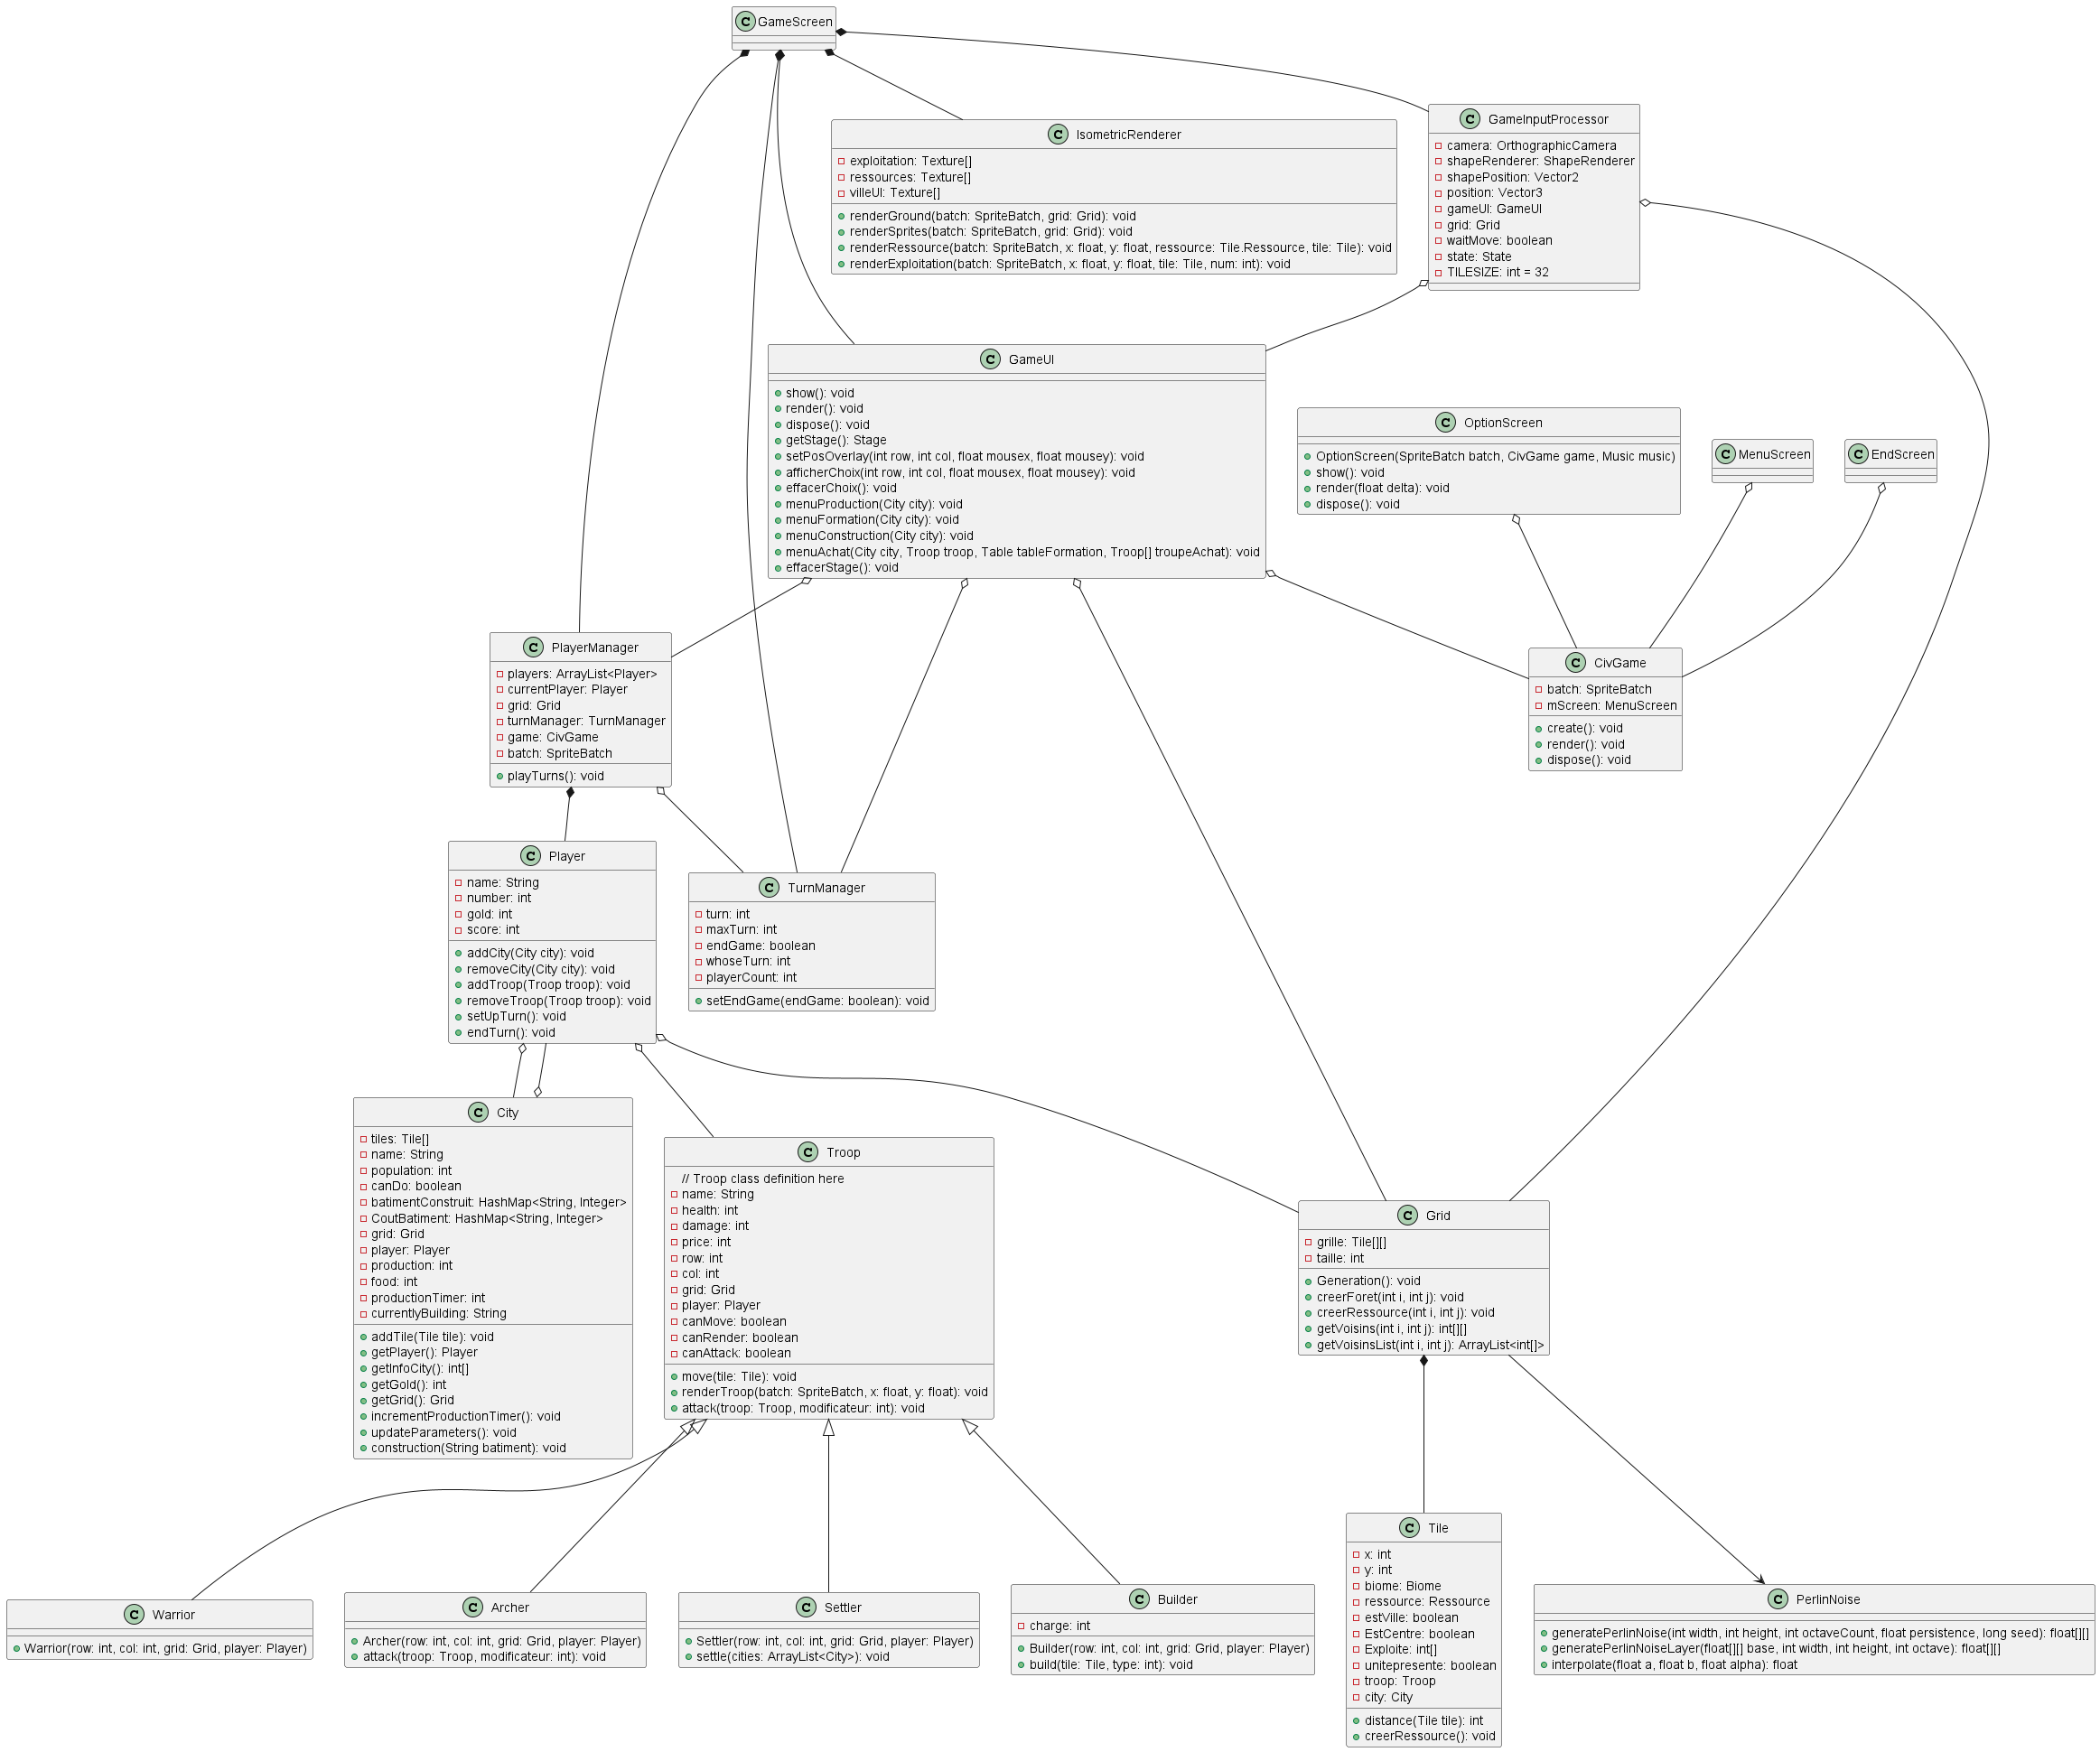 C GameScreen
C IsometricRenderer
exploitation: Texture[]
ressources: Texture[]
villeUI: Texture[]
renderGround(batch: SpriteBatch, grid: Grid): void
renderSprites(batch: SpriteBatch, grid: Grid): void
renderRessource(batch: SpriteBatch, x: float, y: float, ressource: Tile.Ressource, tile: Tile): void
renderExploitation(batch: SpriteBatch, x: float, y: float, tile: Tile, num: int): void
C GameInputProcessor
camera: OrthographicCamera
shapeRenderer: ShapeRenderer
shapePosition: Vector2
position: Vector3
gameUI: GameUI
grid: Grid
waitMove: boolean
state: State
TILESIZE: int = 32
C GameUI
show(): void
render(): void
dispose(): void
getStage(): Stage
setPosOverlay(int row, int col, float mousex, float mousey): void
afficherChoix(int row, int col, float mousex, float mousey): void
effacerChoix(): void
menuProduction(City city): void
menuFormation(City city): void
menuConstruction(City city): void
menuAchat(City city, Troop troop, Table tableFormation, Troop[] troupeAchat): void
effacerStage(): void
C OptionScreen
OptionScreen(SpriteBatch batch, CivGame game, Music music)
show(): void
render(float delta): void
dispose(): void
C MenuScreen
C EndScreen
C PlayerManager
players: ArrayList<Player>
currentPlayer: Player
grid: Grid
turnManager: TurnManager
game: CivGame
batch: SpriteBatch
playTurns(): void
C CivGame
batch: SpriteBatch
mScreen: MenuScreen
create(): void
render(): void
dispose(): void
C Player
name: String
number: int
gold: int
score: int
addCity(City city): void
removeCity(City city): void
addTroop(Troop troop): void
removeTroop(Troop troop): void
setUpTurn(): void
endTurn(): void
C TurnManager
turn: int
maxTurn: int
endGame: boolean
whoseTurn: int
playerCount: int
setEndGame(endGame: boolean): void
C City
tiles: Tile[]
name: String
population: int
canDo: boolean
batimentConstruit: HashMap<String, Integer>
CoutBatiment: HashMap<String, Integer>
grid: Grid
player: Player
production: int
food: int
productionTimer: int
currentlyBuilding: String
addTile(Tile tile): void
getPlayer(): Player
getInfoCity(): int[]
getGold(): int
getGrid(): Grid
incrementProductionTimer(): void
updateParameters(): void
construction(String batiment): void
C Troop
// Troop class definition here
name: String
health: int
damage: int
price: int
row: int
col: int
grid: Grid
player: Player
canMove: boolean
canRender: boolean
canAttack: boolean
move(tile: Tile): void
renderTroop(batch: SpriteBatch, x: float, y: float): void
attack(troop: Troop, modificateur: int): void
C Grid
grille: Tile[][]
taille: int
Generation(): void
creerForet(int i, int j): void
creerRessource(int i, int j): void
getVoisins(int i, int j): int[][]
getVoisinsList(int i, int j): ArrayList<int[]>
C Warrior
Warrior(row: int, col: int, grid: Grid, player: Player)
C Archer
Archer(row: int, col: int, grid: Grid, player: Player)
attack(troop: Troop, modificateur: int): void
C Settler
Settler(row: int, col: int, grid: Grid, player: Player)
settle(cities: ArrayList<City>): void
C Builder
charge: int
Builder(row: int, col: int, grid: Grid, player: Player)
build(tile: Tile, type: int): void
C Tile
x: int
y: int
biome: Biome
ressource: Ressource
estVille: boolean
EstCentre: boolean
Exploite: int[]
unitepresente: boolean
troop: Troop
city: City
distance(Tile tile): int
creerRessource(): void
C PerlinNoise
generatePerlinNoise(int width, int height, int octaveCount, float persistence, long seed): float[][]
generatePerlinNoiseLayer(float[][] base, int width, int height, int octave): float[][]
interpolate(float a, float b, float alpha): float